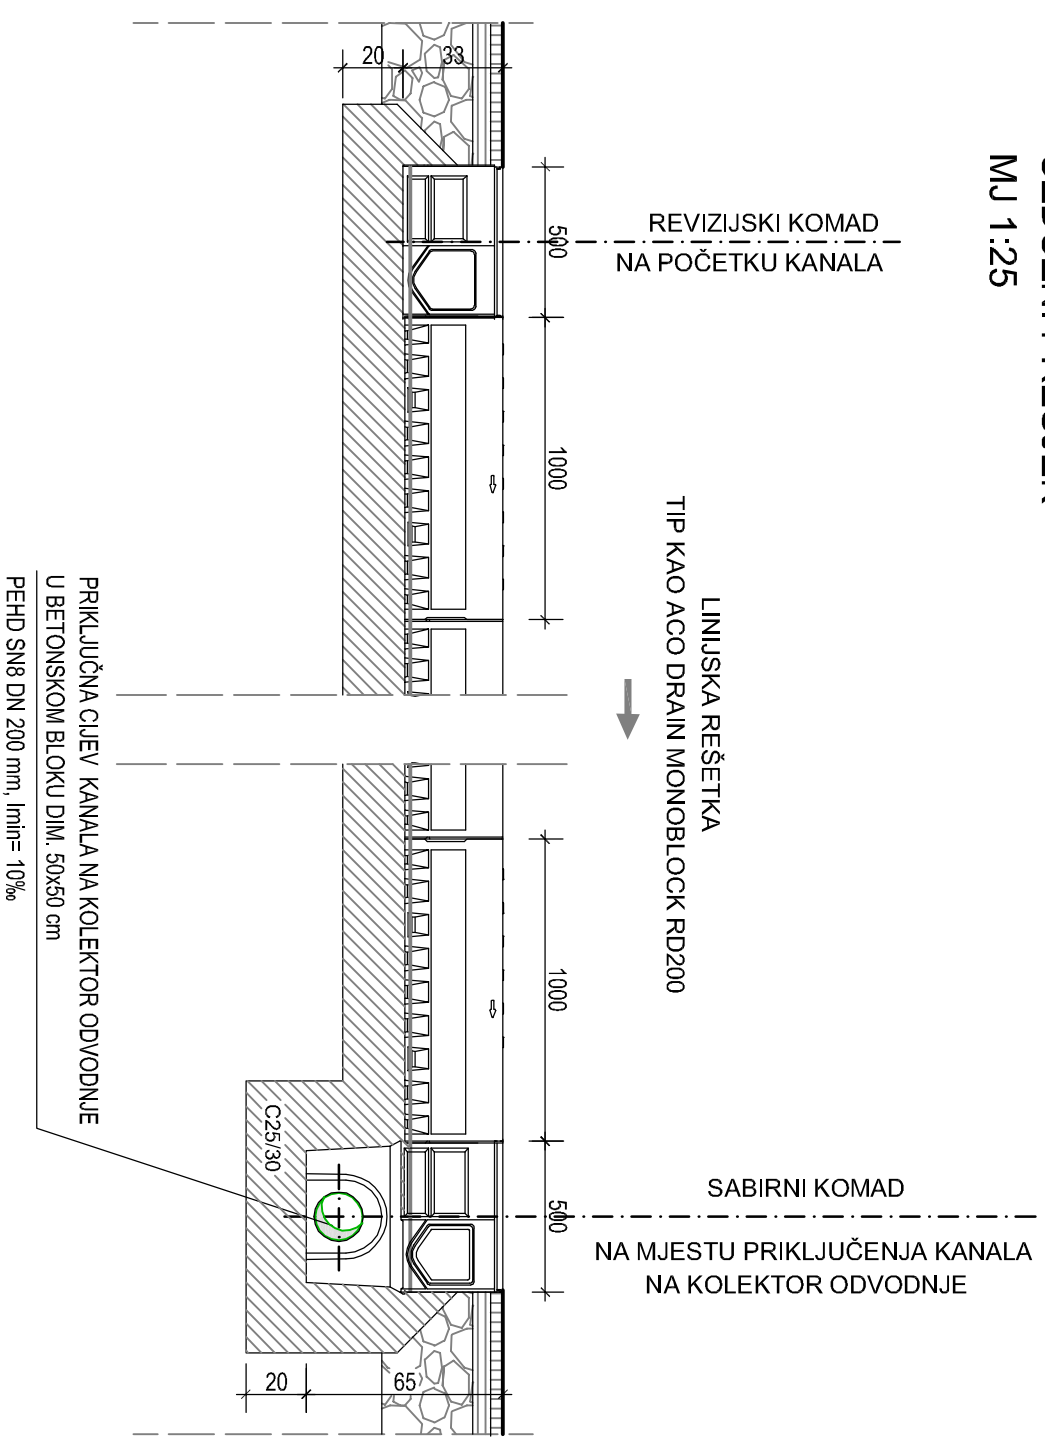 MJ 1:25
REVIZIJSKI KOMAD
NA POČETKU KANALA
LINIJSKA REŠETKA
TIP KAO ACO DRAIN MONOBLOCK RD200
SABIRNI KOMAD
NA MJESTU PRIKLJUČENJA KANALA
NA KOLEKTOR ODVODNJE
20
33
500
1000
1000
500
C25/30
20
65
PRIKLJUČNA CIJEV KANALA NA KOLEKTOR ODVODNJE
U BETONSKOM BLOKU DIM. 50x50 cm
PEHD SN8 DN 200 mm, Imin= 10‰